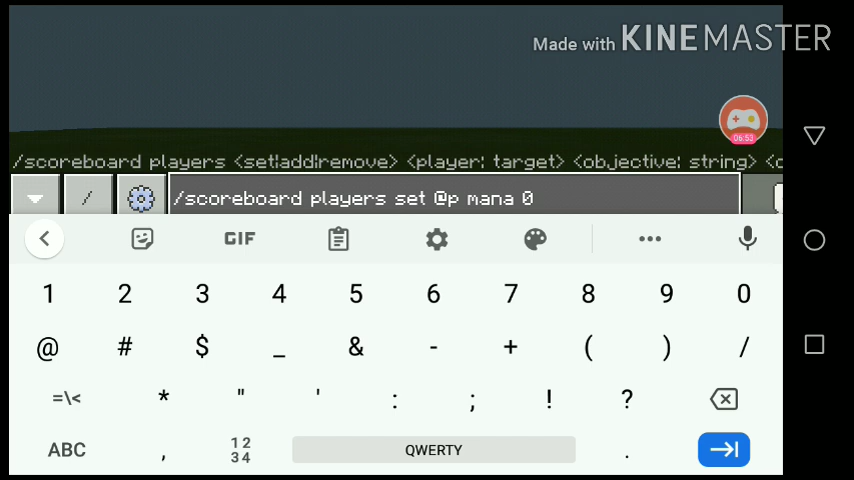 Made with KINEMASTER
06:53
/scoreboard players <set|add|remove> <player: target> <objective: string> <c
/ /scoreboard players set @p mana 0
GIF
1 2 3 4 5 6 7 8 9 0
@ # $ _ & - + ( ) /
=\< * " ' : ; ! ?
ABC , 12 34 QWERTY .